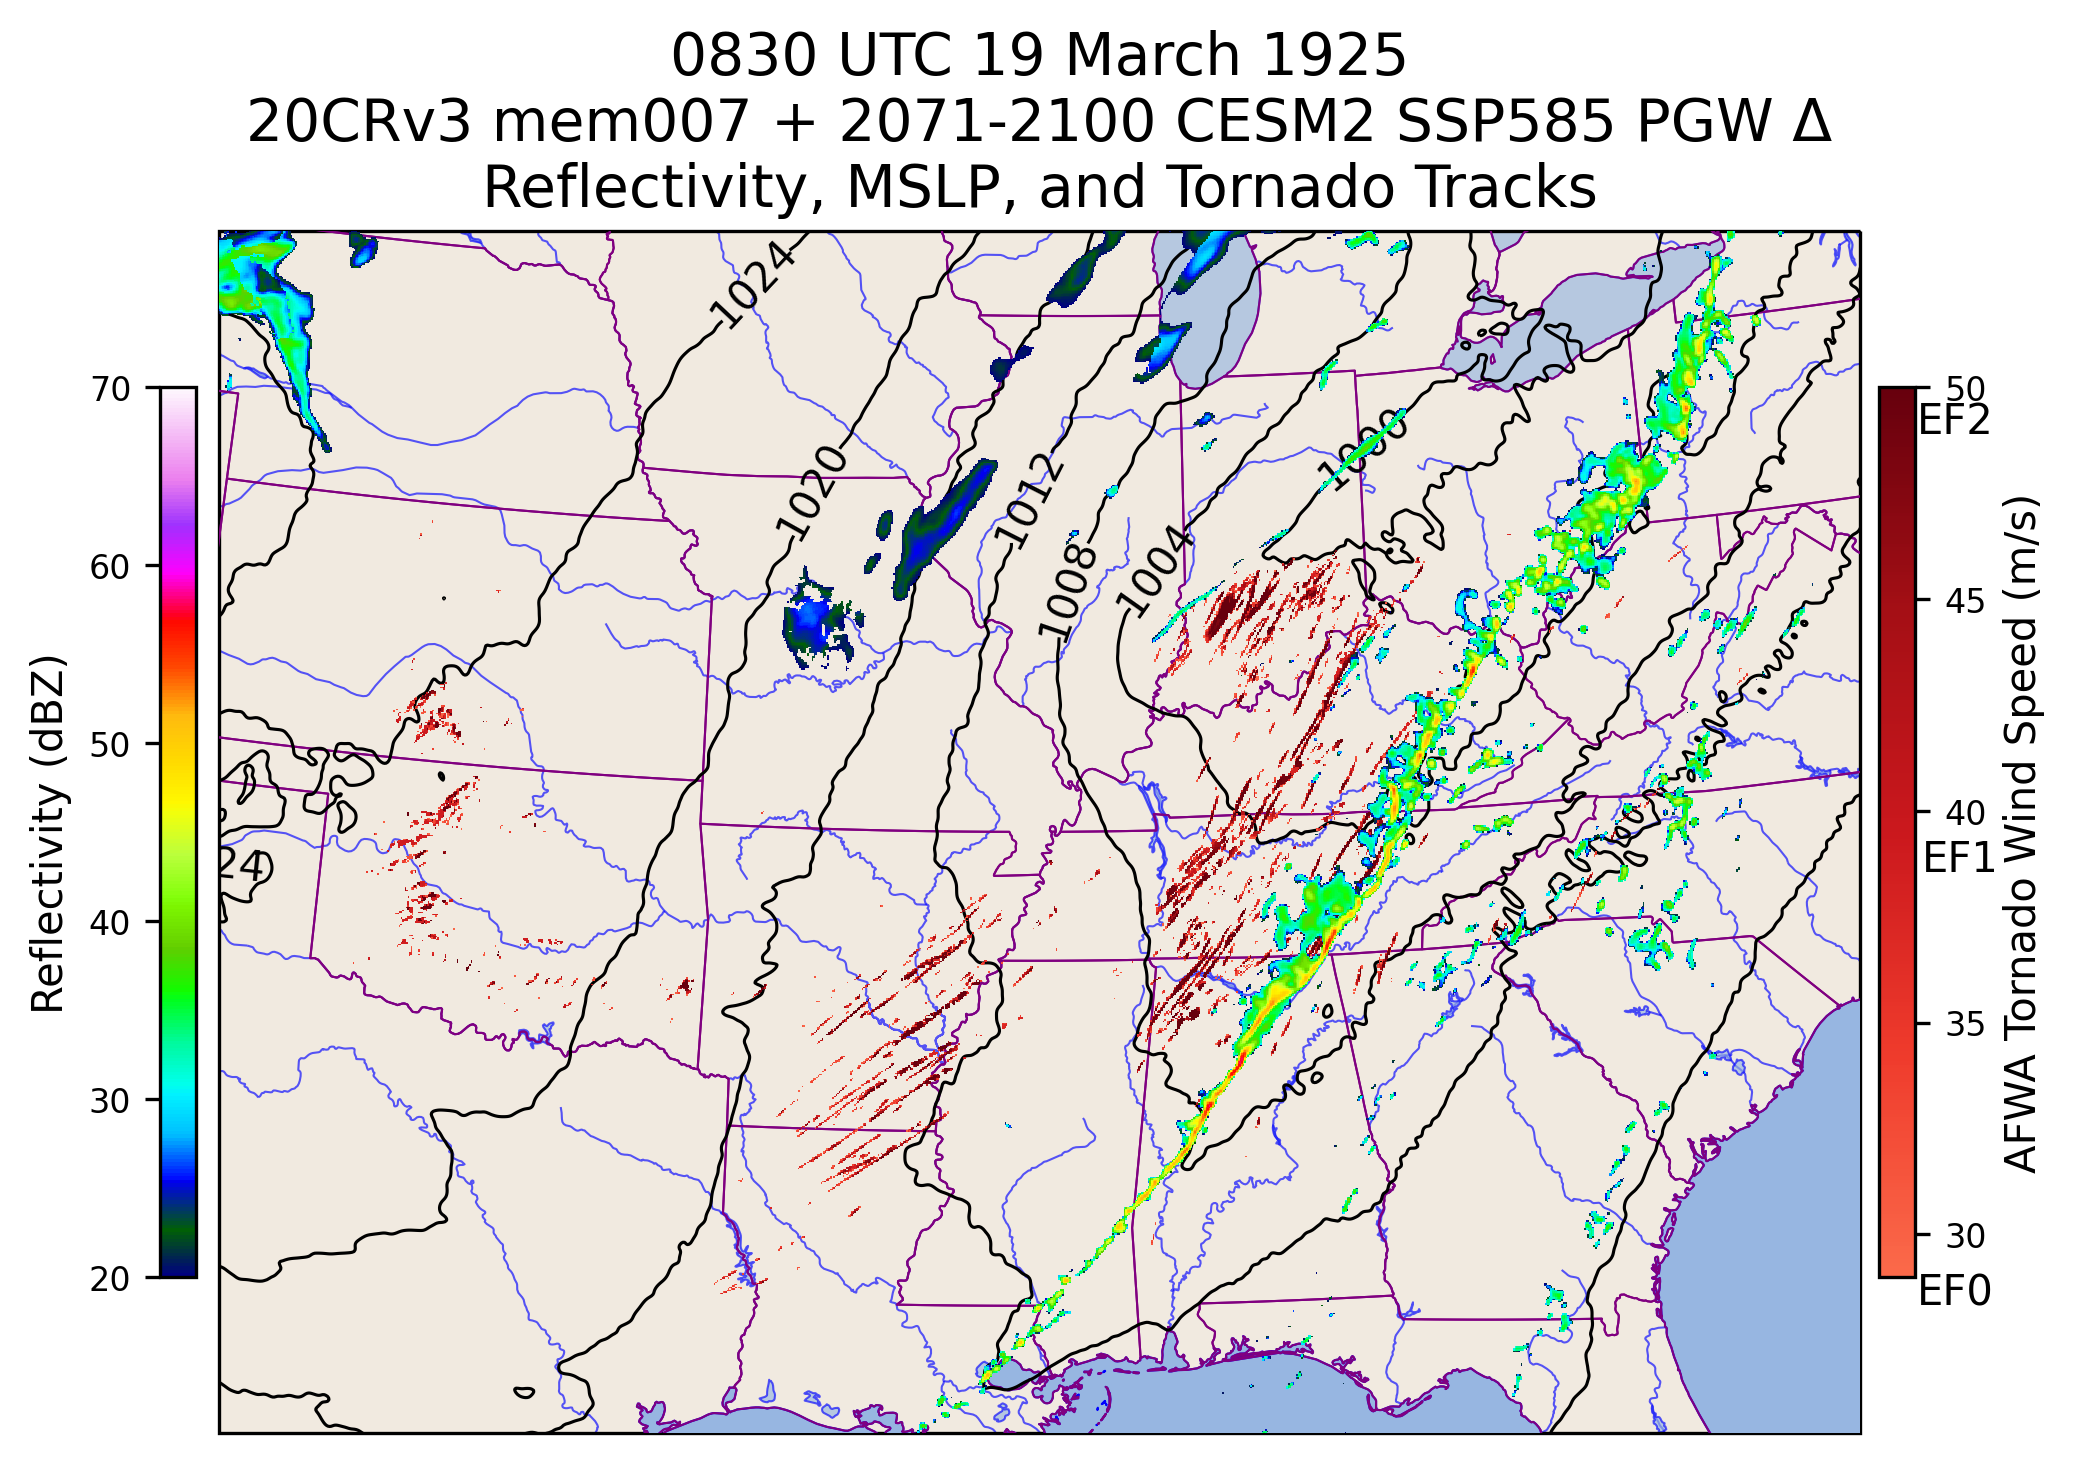 0830 UTC 19 March 1925
20CRv3 mem007 + 2071-2100 CESM2 SSP585 PGW Δ
Reflectivity, MSLP, and Tornado Tracks
1024
1020
1012
1008
1004
1000
24
Reflectivity (dBZ)
70
60
50
40
30
20
50
EF2
45
40
EF1
35
30
EF0
AFWA Tornado Wind Speed (m/s)